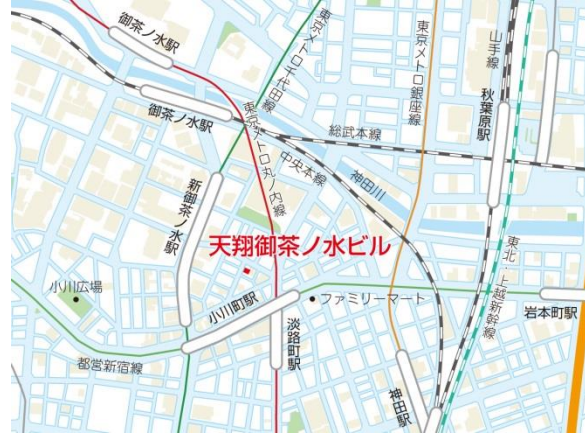 御茶ノ水駅
東京メトロ千代田線
東京メトロ銀座線
山手線
秋葉原駅
御茶ノ水駅
東京メトロ丸ノ内線
総武本線
中央本線
神田川
新御茶ノ水駅
天翔御茶ノ水ビル
東北・上越新幹線
小川広場
小川町駅
ファミリーマート
岩本町駅
淡路町駅
都営新宿線
神田駅